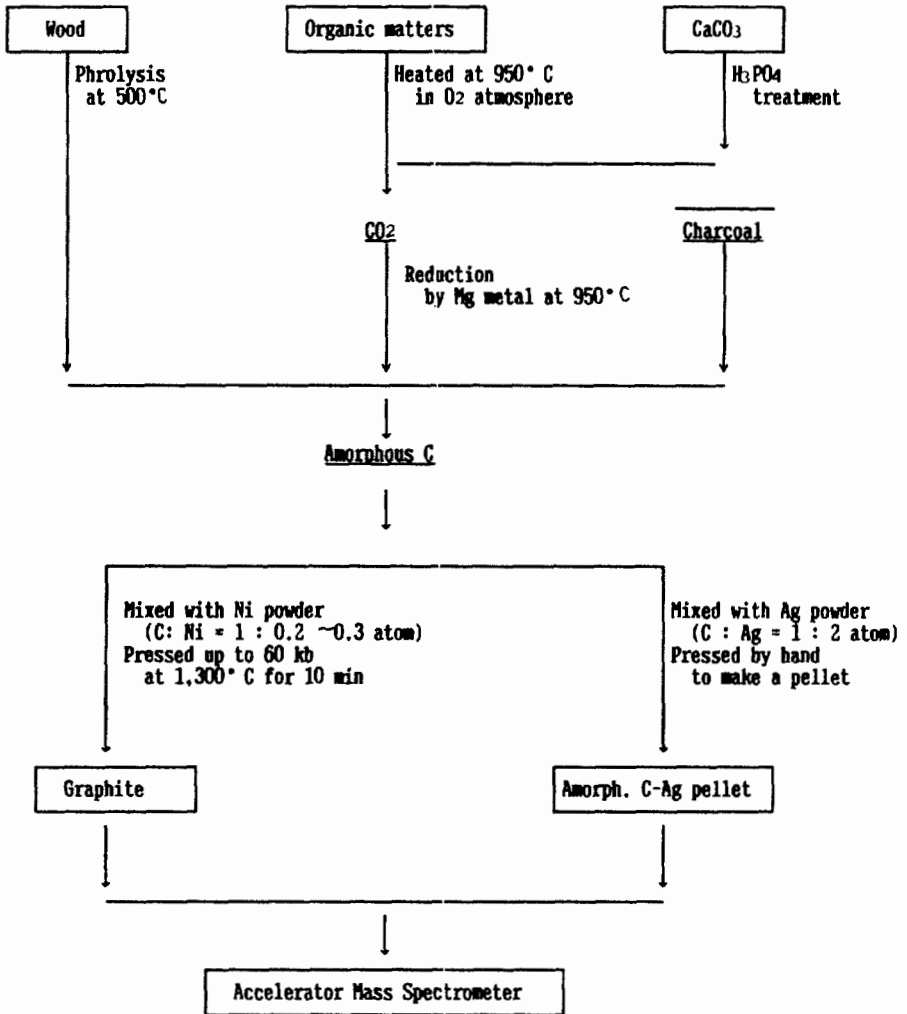 Wood
Organic matters
CaCO3
Phrolysis
at 500°C
Heated at 950°C
in O2 atmosphere
H3PO4
treatment
CO2
Charcoal
Reduction
by Mg metal at 950°C
Amorphous C
Mixed with Ni powder
(C: Ni = 1 : 0.2 ~0.3 atom)
Pressed up to 60 kb
at 1,300°C for 10 min
Mixed with Ag powder
(C : Ag = 1 : 2 atom)
Pressed by hand
to make a pellet
Graphite
Amorph. C-Ag pellet
Accelerator Mass Spectrometer